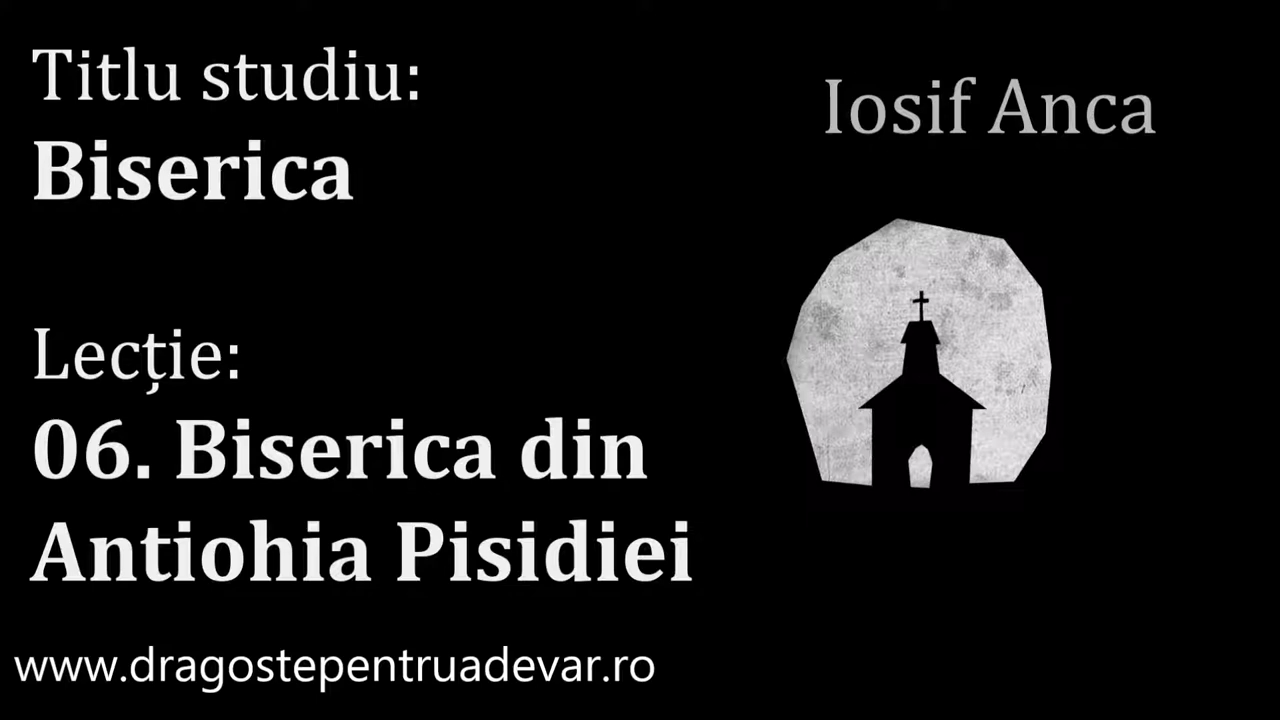 Titlu studiu:
Biserica
Iosif Anca
Lecție:
06. Biserica din
Antiohia Pisidiei
www.dragostepentruadevar.ro